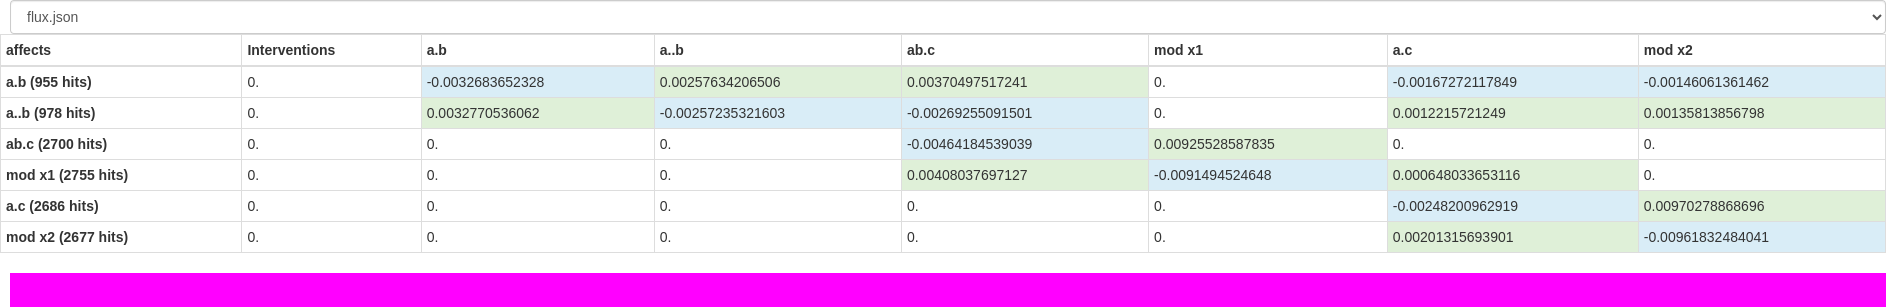 flux.json
affects Interventions a.b a..b ab.c mod x1 a.c mod x2
a.b (955 hits) 0. -0.0032683652328 0.00257634206506 0.00370497517241 0. -0.00167272117849 -0.00146061361462
a..b (978 hits) 0. 0.0032770536062 -0.00257235321603 -0.00269255091501 0. 0.0012215721249 0.00135813856798
ab.c (2700 hits) 0. 0. 0. -0.00464184539039 0.00925528587835 0. 0.
mod x1 (2755 hits) 0. 0. 0. 0.00408037697127 -0.0091494524648 0.000648033653116 0.
a.c (2686 hits) 0. 0. 0. 0. 0. -0.00248200962919 0.00970278868696
mod x2 (2677 hits) 0. 0. 0. 0. 0. 0.00201315693901 -0.00961832484041